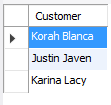 Customer
Korah Blanca
Justin Javen
Karina Lacy